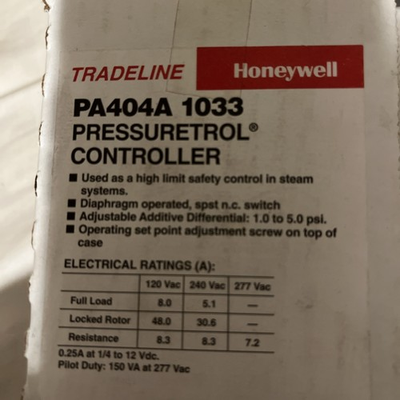 TRADELINE Honeywell
PA404A 1033
PRESSURETROL®
CONTROLLER
■ Used as a high limit safety control in steam
systems.
■ Diaphragm operated, spst n.c. switch
■ Adjustable Additive Differential: 1.0 to 5.0 psi.
■ Operating set point adjustment screw on top of
case
ELECTRICAL RATINGS (A):
120 Vac 240 Vac 277 Vac
Full Load 8.0 5.1 —
Locked Rotor 48.0 30.6 —
Resistance 8.3 8.3 7.2
0.25A at 1/4 to 12 Vdc.
Pilot Duty: 150 VA at 277 Vac